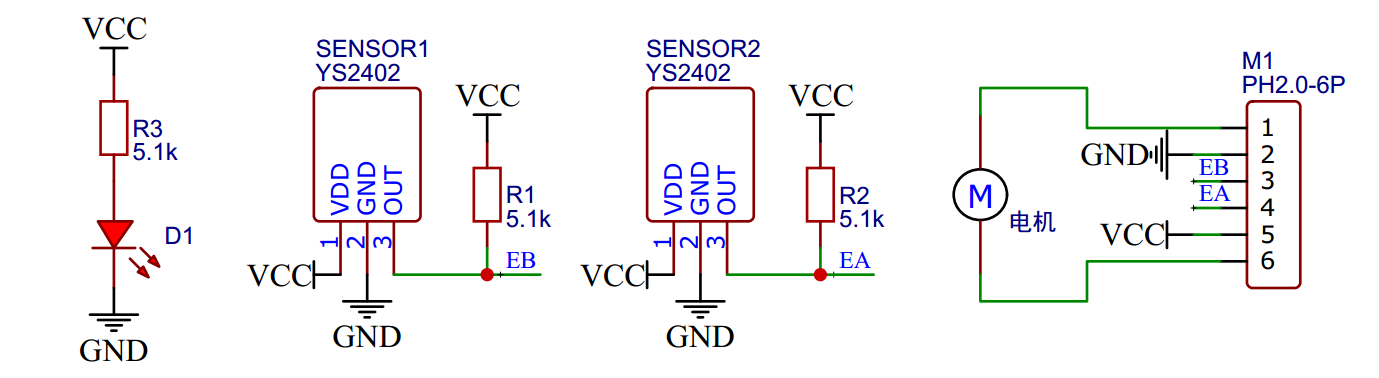 VCC
R3
5.1k
D1
GND
SENSOR1
YS2402
VDD
GND
OUT
1
2
3
VCC
GND
VCC
R1
5.1k
EB
SENSOR2
YS2402
VDD
GND
OUT
1
2
3
VCC
GND
VCC
R2
5.1k
EA
M
电机
M1
PH2.0-6P
1
GND
2
EB
3
EA
4
VCC
5
6